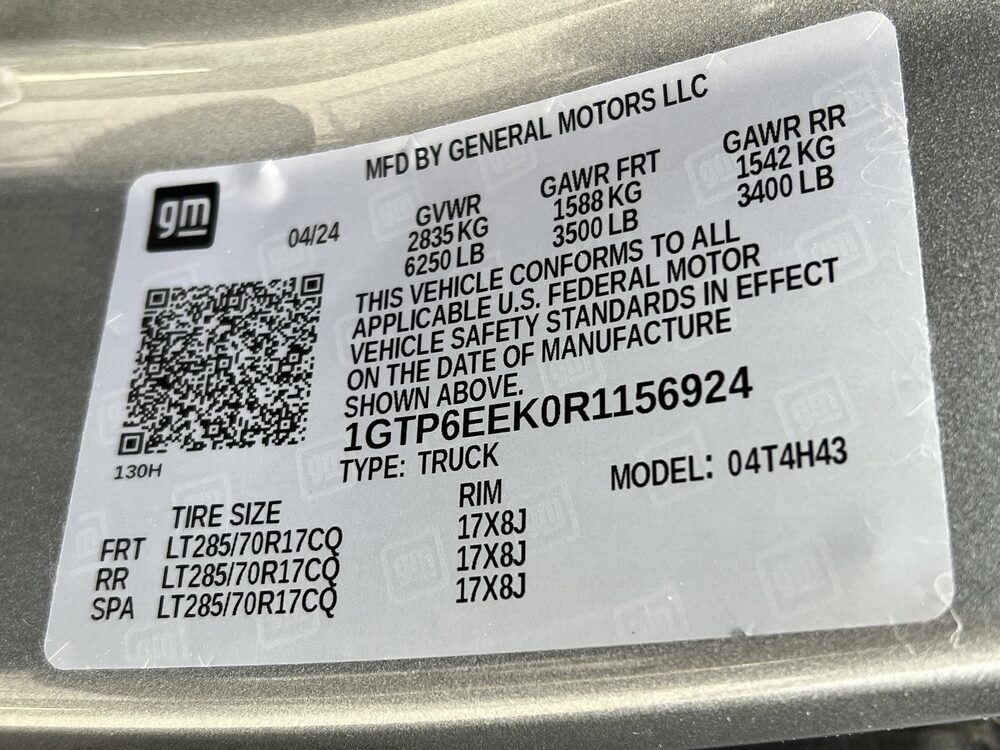 MFD BY GENERAL MOTORS LLC
gm
04/24
GVWR
2835 KG
6250 LB
GAWR FRT
1588 KG
3500 LB
GAWR RR
1542 KG
3400 LB
THIS VEHICLE CONFORMS TO ALL
APPLICABLE U.S. FEDERAL MOTOR
VEHICLE SAFETY STANDARDS IN EFFECT
ON THE DATE OF MANUFACTURE
SHOWN ABOVE.
1GTP6EEK0R1156924
130H
TYPE: TRUCK
MODEL: 04T4H43
TIRE SIZE RIM
FRT LT285/70R17CQ 17X8J
RR LT285/70R17CQ 17X8J
SPA LT285/70R17CQ 17X8J